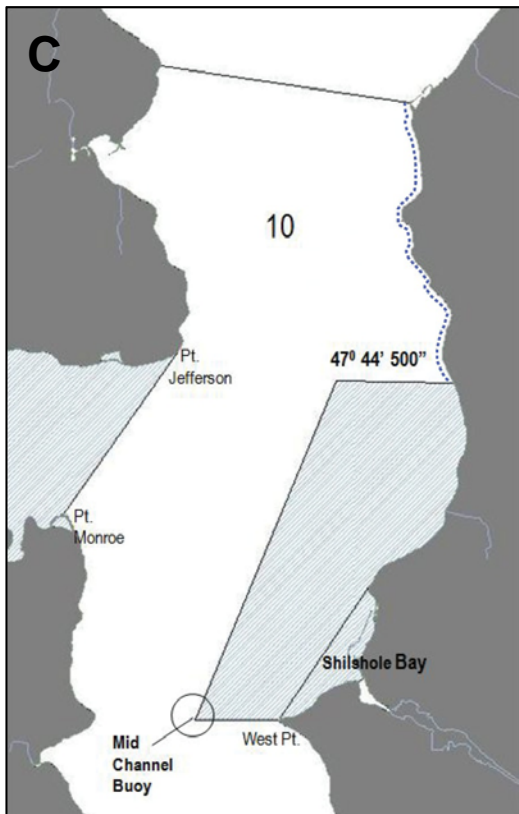 C
10
47⁰ 44’ 500”
Pt.
Jefferson
Pt.
Monroe
Shilshole Bay
West Pt.
Mid
Channel
Buoy